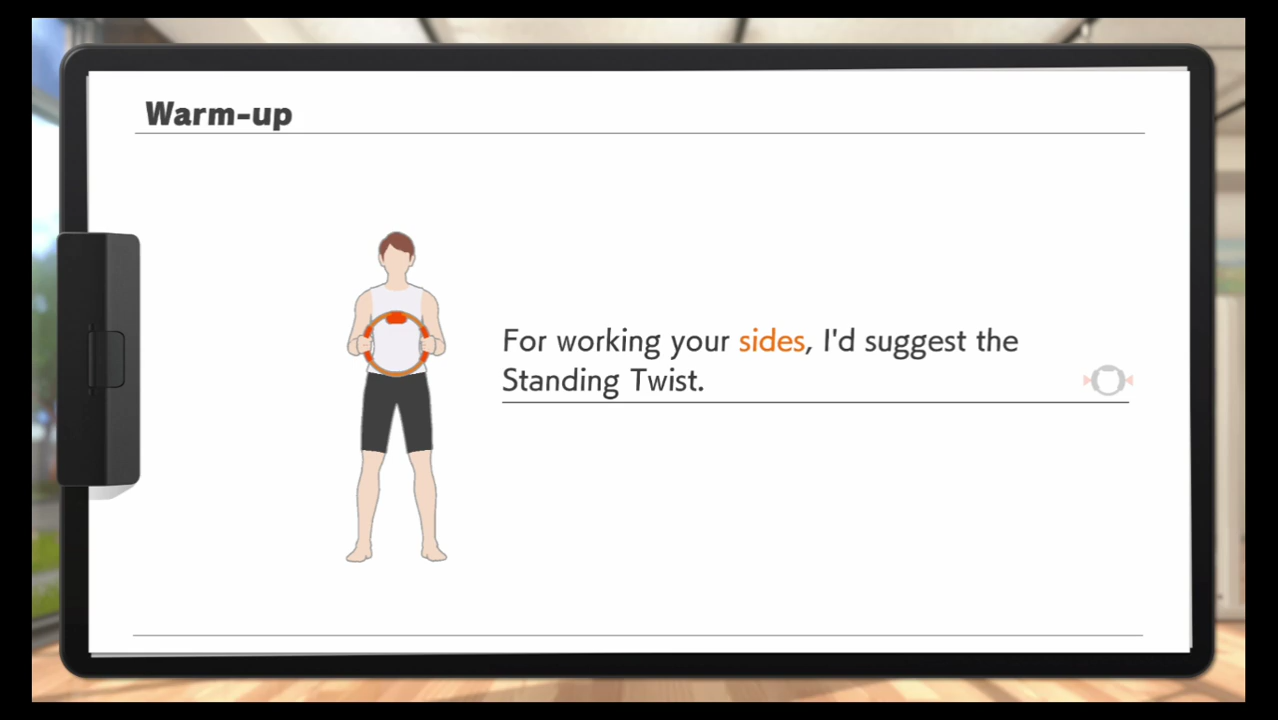 Warm-up
For working your sides, I'd suggest the
Standing Twist.